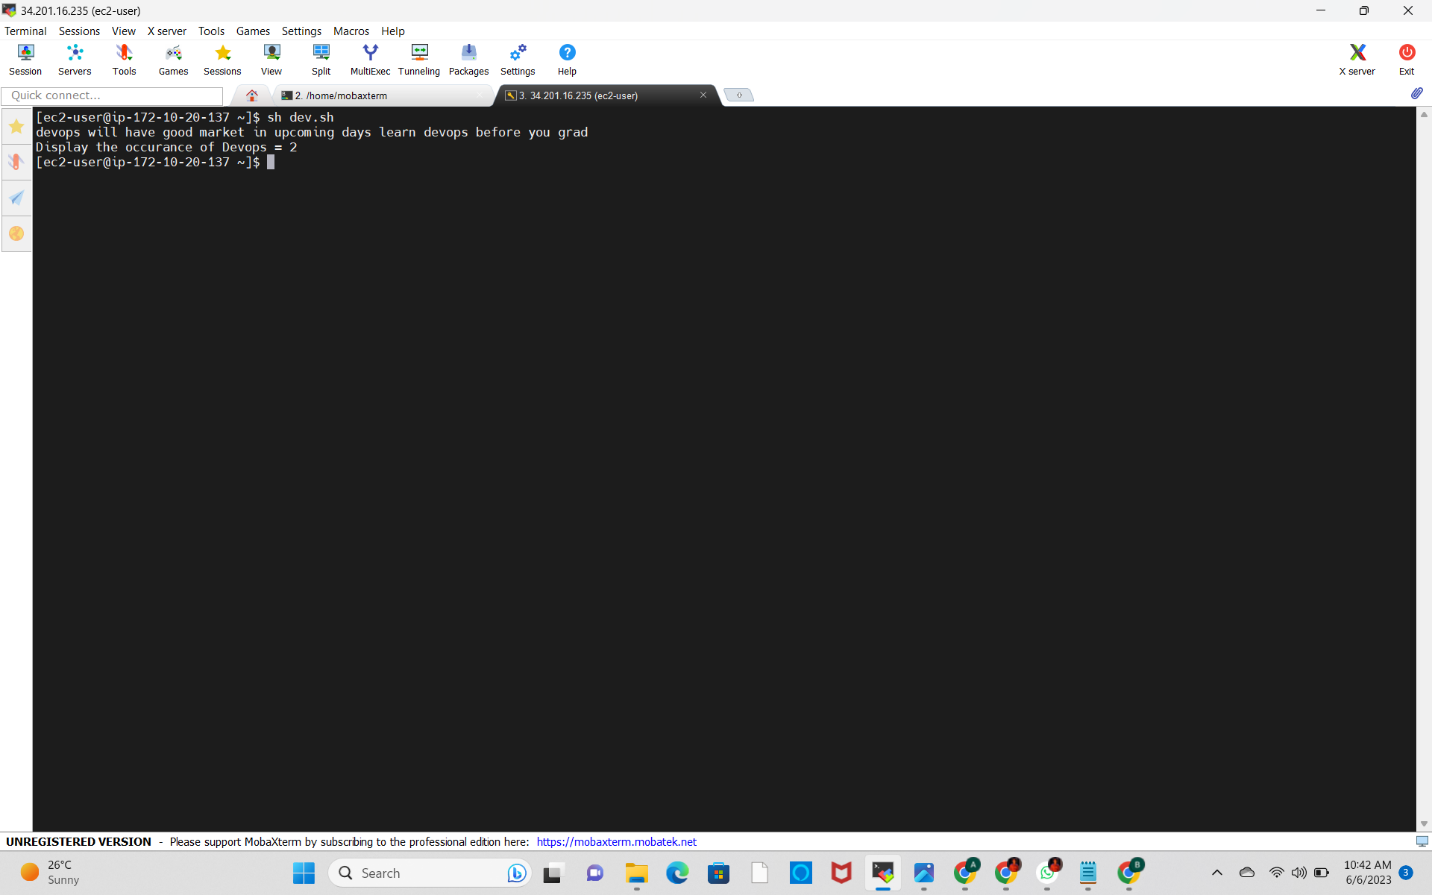 34.201.16.235 (ec2-user)
Terminal Sessions View X server Tools Games Settings Macros Help
Session Servers Tools Games Sessions View Split MultiExec Tunneling Packages Settings Help X server Exit
Quick connect... 2. /home/mobaxterm 3. 34.201.16.235 (ec2-user)
[ec2-user@ip-172-10-20-137 ~]$ sh dev.sh
devops will have good market in upcoming days learn devops before you grad
Display the occurance of Devops = 2
[ec2-user@ip-172-10-20-137 ~]$
UNREGISTERED VERSION - Please support MobaXterm by subscribing to the professional edition here: https://mobaxterm.mobatek.net
26°C
Sunny
Search
A
B
10:42 AM
6/6/2023
3